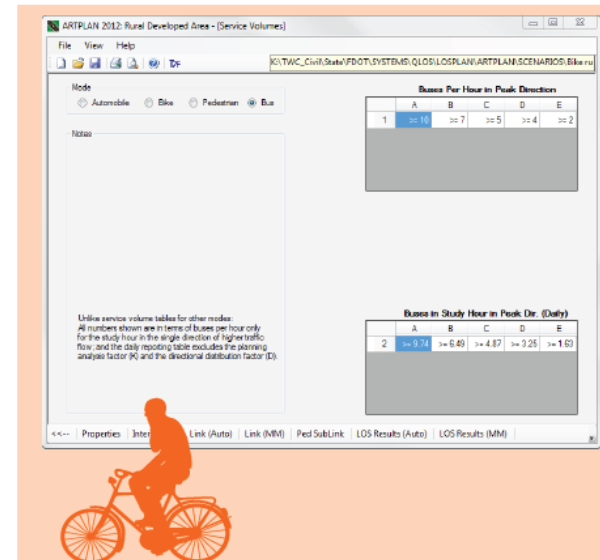 ARTPLAN 2012: Rural Developed Area - [Service Volumes]
File View Help
K:\TWC_Civil\State\FDOT\SYSTEMS\QLOS\LOSPLAN\ARTPLAN\SCENARIOS\Bike.ru
Mode
Automobile Bike Pedestrian Bus
Notes
Buses Per Hour in Peak Direction
A B C D E
1 >= 10 >= 7 >= 5 >= 4 >= 2
Unlike service volume tables for other modes:
All numbers shown are in terms of buses per hour only
for the study hour in the single direction of higher traffic
flow; and the daily reporting table excludes the planning
analysis factor (K) and the directional distribution factor (D).
Buses in Study Hour in Peak Dir. (Daily)
A B C D E
2 >= 9.74 >= 6.49 >= 4.87 >= 3.25 >= 1.63
<<-- Properties Inter Link (Auto) Link (MM) Ped SubLink LOS Results (Auto) LOS Results (MM)